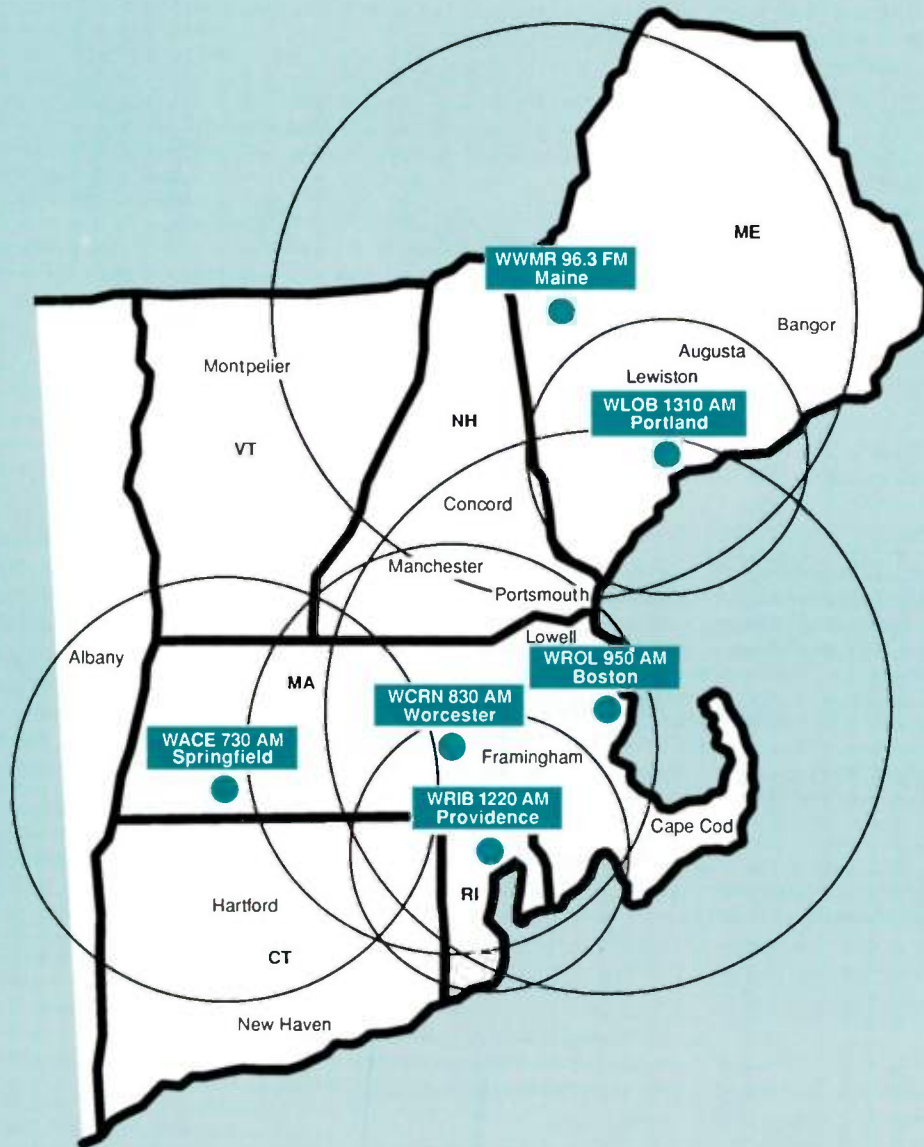 ME
WWMR 96.3 FM
Maine
Bangor
Augusta
Montpelier
Lewiston
WLOB 1310 AM
Portland
NH
VT
Concord
Manchester
Portsmouth
Lowell
Albany
WROL 950 AM
Boston
MA
WCRN 830 AM
Worcester
WACE 730 AM
Springfield
Framingham
WRIB 1220 AM
Providence
Cape Cod
RI
Hartford
CT
New Haven